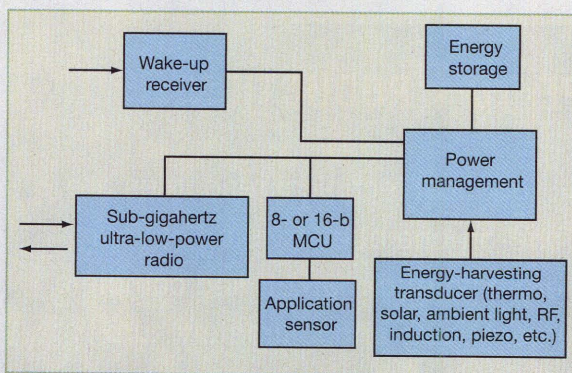 Wake-up
receiver
Energy
storage
Power
management
Sub-gigahertz
ultra-low-power
radio
8- or 16-b
MCU
Application
sensor
Energy-harvesting
transducer (thermo,
solar, ambient light, RF,
induction, piezo, etc.)